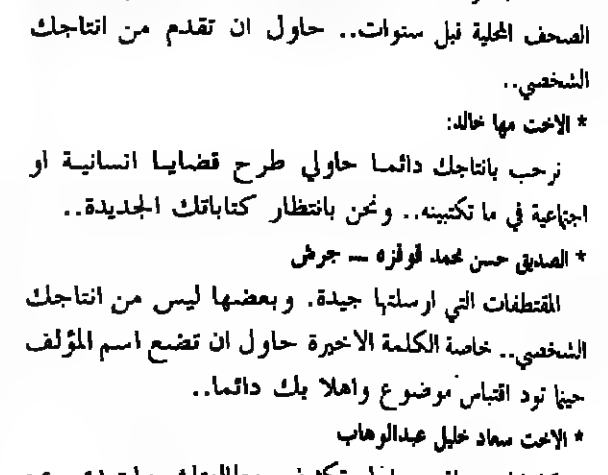 الصحف المحلية قبل سنوات.. حاول ان تقدم من انتاجك
الشخصي..
* الاخت مها خالد:
نرحب بانتاجك دائما حاولي طرح قضايا انسانية او
اجتماعية في ما تكتبينه.. ونحن بانتظار كتاباتك الجديدة..
* الصديق حسن محمد قوقزه ــ جرش
المقتطفات التي ارسلتها جيدة. وبعضها ليس من انتاجك
الشخصي.. خاصة الكلمة الاخيرة حاول ان تضع اسم المؤلف
حينما تود اقتباس موضوع واهلا بك دائما..
* الاخت سعاد خليل عبدالوهاب